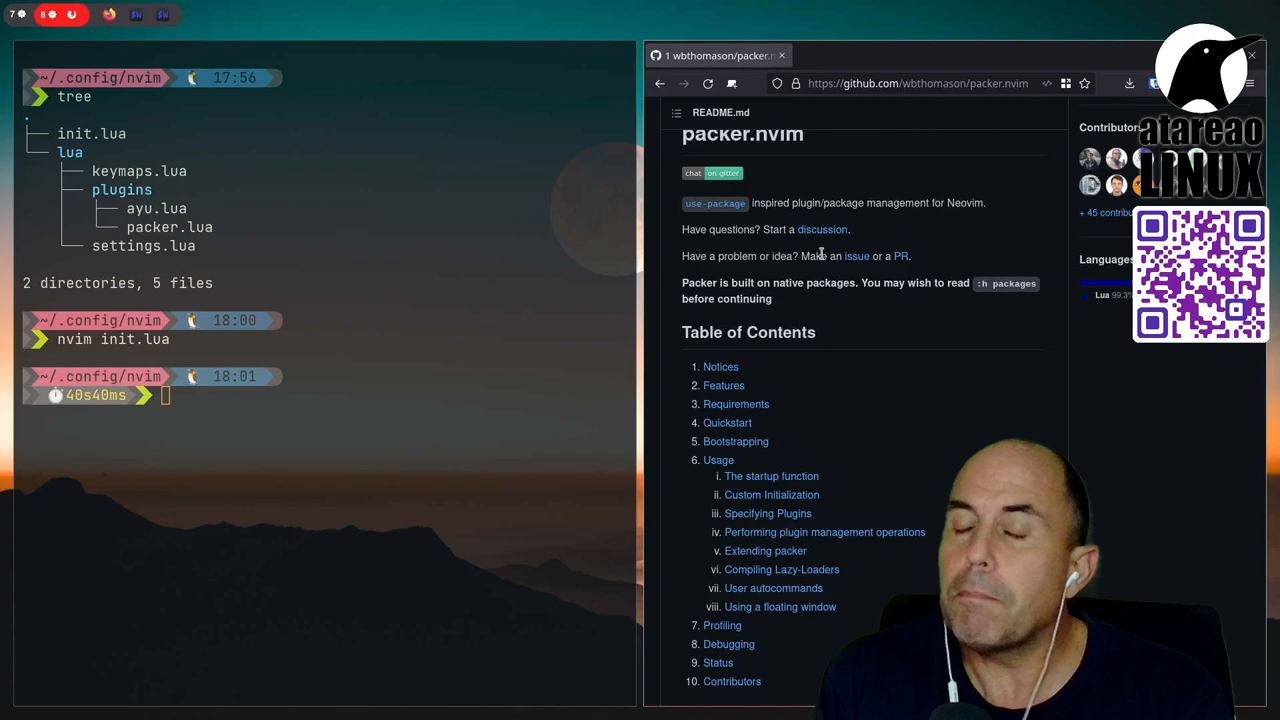 7
8
~/.config/nvim 17:56
tree
.
├── init.lua
└── lua
├── keymaps.lua
├── plugins
│   ├── ayu.lua
│   └── packer.lua
└── settings.lua
2 directories, 5 files
~/.config/nvim 18:00
nvim init.lua
~/.config/nvim 18:01
40s40ms
1 wbthomason/packer.n
https://github.com/wbthomason/packer.nvim
README.md
packer.nvim
chat on gitter
use-package inspired plugin/package management for Neovim.
Have questions? Start a discussion.
Have a problem or idea? Make an issue or a PR.
Packer is built on native packages. You may wish to read :h packages
before continuing
Table of Contents
1. Notices
2. Features
3. Requirements
4. Quickstart
5. Bootstrapping
6. Usage
i. The startup function
ii. Custom Initialization
iii. Specifying Plugins
iv. Performing plugin management operations
v. Extending packer
vi. Compiling Lazy-Loaders
vii. User autocommands
viii. Using a floating window
7. Profiling
8. Debugging
9. Status
10. Contributors
Contributor
+ 45 contribu
Languages
Lua 99.3%
atareao
LINUX